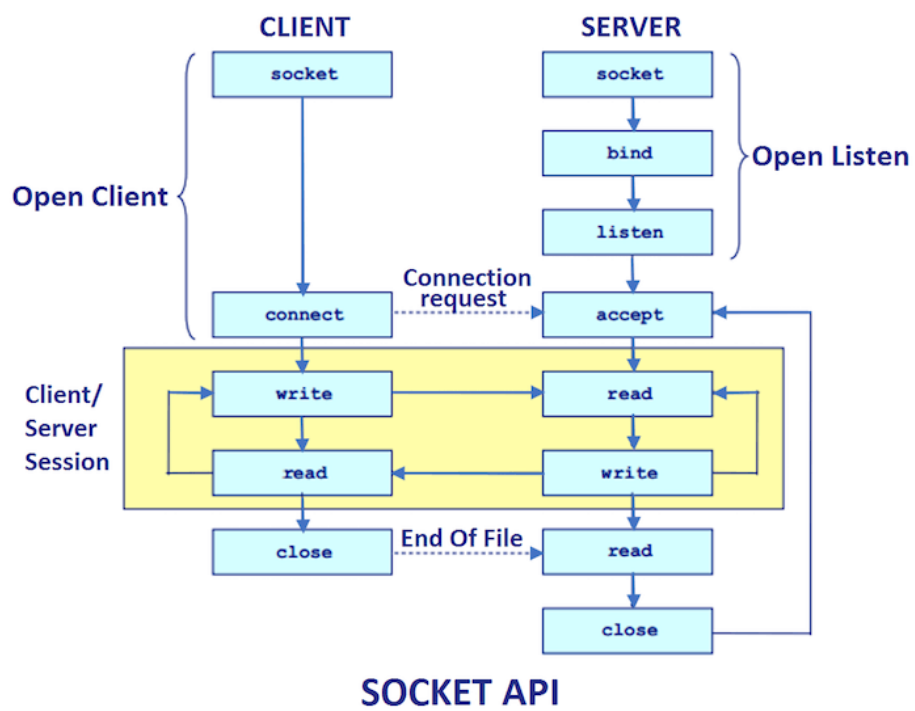 CLIENT
SERVER
socket
socket
bind
Open Listen
Open Client
listen
Connection
request
connect
accept
Client/
Server
Session
write
read
read
write
close
End Of File
read
close
SOCKET API